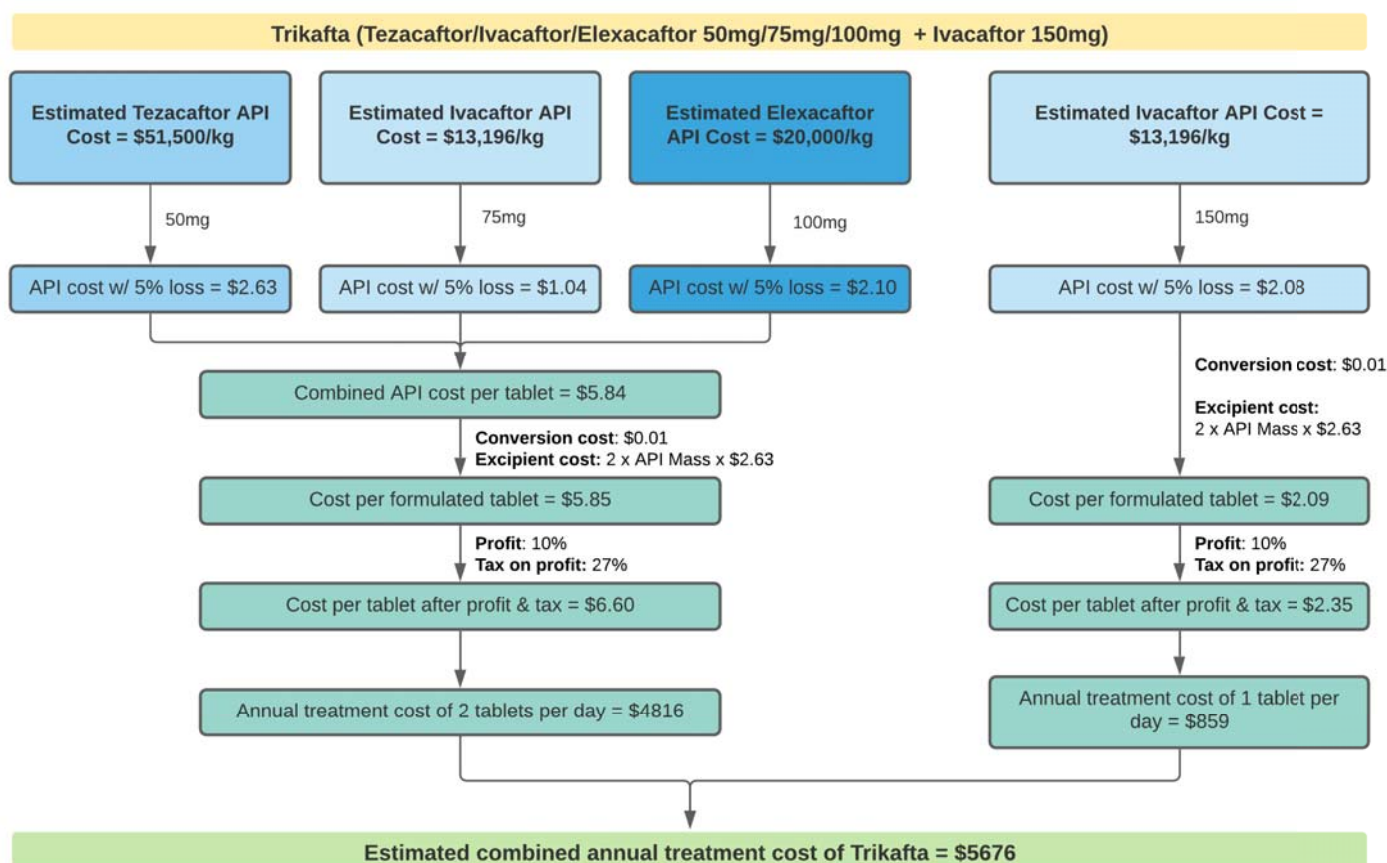 Trikafta (Tezacaftor/Ivacaftor/Elexacaftor 50mg/75mg/100mg + Ivacaftor 150mg)
Estimated Tezacaftor API
Cost = $51,500/kg
Estimated Ivacaftor API
Cost = $13,196/kg
Estimated Elexacaftor
API Cost = $20,000/kg
Estimated Ivacaftor API Cost =
$13,196/kg
50mg
75mg
100mg
150mg
API cost w/ 5% loss = $2.63
API cost w/ 5% loss = $1.04
API cost w/ 5% loss = $2.10
API cost w/ 5% loss = $2.08
Combined API cost per tablet = $5.84
Conversion cost: $0.01
Excipient cost: 2 x API Mass x $2.63
Conversion cost: $0.01
Excipient cost:
2 x API Mass x $2.63
Cost per formulated tablet = $5.85
Cost per formulated tablet = $2.09
Profit: 10%
Tax on profit: 27%
Profit: 10%
Tax on profit: 27%
Cost per tablet after profit & tax = $6.60
Cost per tablet after profit & tax = $2.35
Annual treatment cost of 2 tablets per day = $4816
Annual treatment cost of 1 tablet per
day = $859
Estimated combined annual treatment cost of Trikafta = $5676